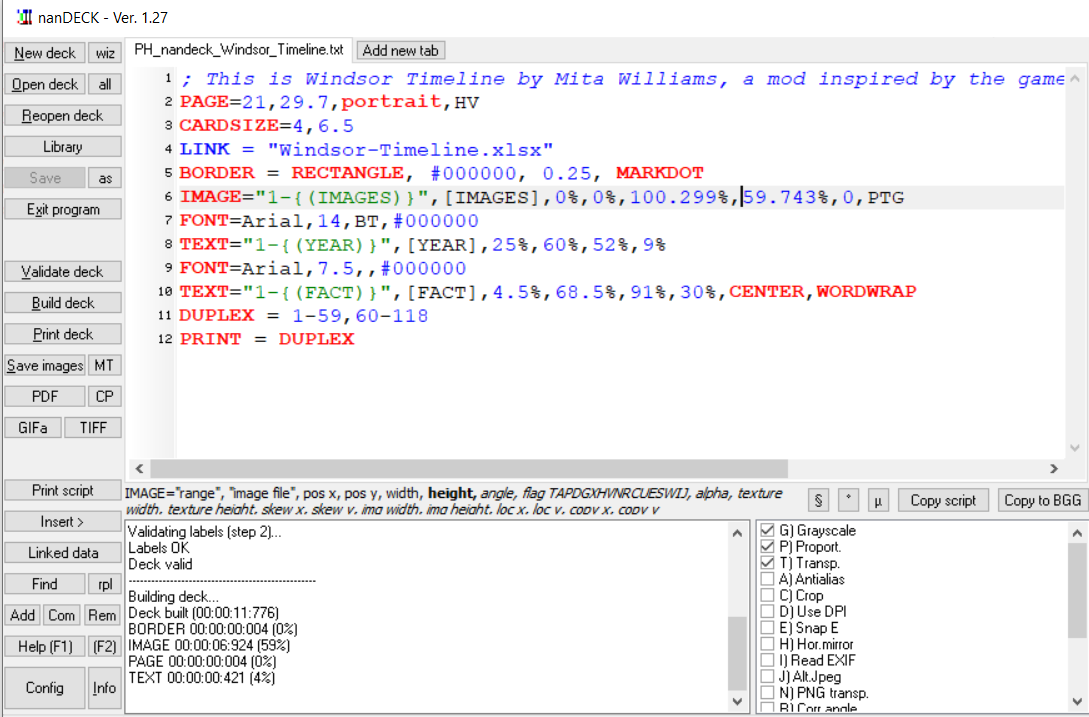 nanDECK - Ver. 1.27
New deck wiz PH_nandeck_Windsor_Timeline.txt Add new tab
Open deck all
Reopen deck
Library
Save as
Exit program
Validate deck
Build deck
Print deck
Save images MT
PDF CP
GIFa TIFF
1 ; This is Windsor Timeline by Mita Williams, a mod inspired by the game
2 PAGE=21,29.7,portrait,HV
3 CARDSIZE=4,6.5
4 LINK = "Windsor-Timeline.xlsx"
5 BORDER = RECTANGLE, #000000, 0.25, MARKDOT
6 IMAGE="1-{(IMAGES)}",[IMAGES],0%,0%,100.299%,59.743%,0,PTG
7 FONT=Arial,14,BT,#000000
8 TEXT="1-{(YEAR)}",[YEAR],25%,60%,52%,9%
9 FONT=Arial,7.5,,#000000
10 TEXT="1-{(FACT)}",[FACT],4.5%,68.5%,91%,30%,CENTER,WORDWRAP
11 DUPLEX = 1-59,60-118
12 PRINT = DUPLEX
Print script
Insert >
Linked data
Find rpl
Add Com Rem
Help (F1) (F2)
Config Info
IMAGE="range", "image file", pos x, pos y, width, height, angle, flag TAPDGXHVNRCUESWIJ, alpha, texture
width, texture height, skew x, skew y, img width, img height, loc x, loc y, copy x, copy y
§ ° µ Copy script Copy to BGG
Validating labels (step 2)...
Labels OK
Deck valid
---------------------------------------------------
Building deck...
Deck built (00:00:11:776)
BORDER 00:00:00:004 (0%)
IMAGE 00:00:06:924 (59%)
PAGE 00:00:00:004 (0%)
TEXT 00:00:00:421 (4%)
G) Grayscale
P) Proport.
T) Transp.
A) Antialias
C) Crop
D) Use DPI
E) Snap E
H) Hor.mirror
I) Read EXIF
J) Alt.Jpeg
N) PNG transp.
R) Corr.angle